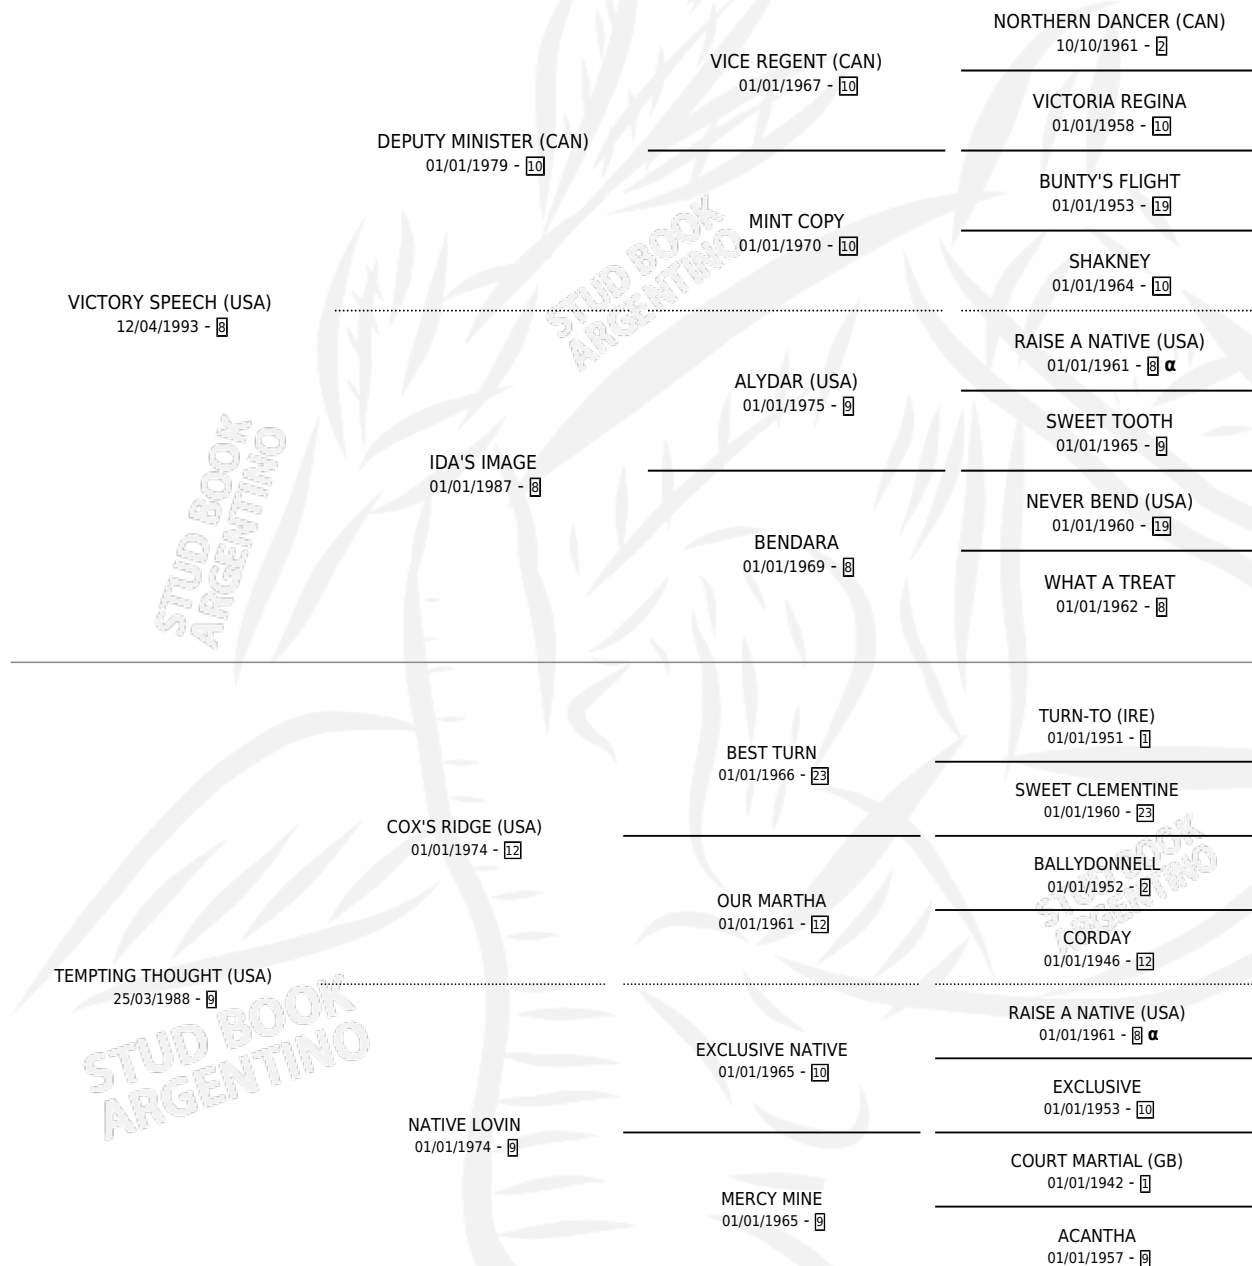 NORTHERN DANCER (CAN)
10/10/1961 - 2
VICE REGENT (CAN)
01/01/1967 - 10
VICTORIA REGINA
01/01/1958 - 10
DEPUTY MINISTER (CAN)
01/01/1979 - 10
BUNTY'S FLIGHT
01/01/1953 - 19
MINT COPY
01/01/1970 - 10
SHAKNEY
01/01/1964 - 10
VICTORY SPEECH (USA)
12/04/1993 - 8
RAISE A NATIVE (USA)
01/01/1961 - 8 α
ALYDAR (USA)
01/01/1975 - 9
SWEET TOOTH
01/01/1965 - 9
IDA'S IMAGE
01/01/1987 - 8
NEVER BEND (USA)
01/01/1960 - 19
BENDARA
01/01/1969 - 8
WHAT A TREAT
01/01/1962 - 8
TURN-TO (IRE)
01/01/1951 - 1
BEST TURN
01/01/1966 - 23
SWEET CLEMENTINE
01/01/1960 - 23
COX'S RIDGE (USA)
01/01/1974 - 12
BALLYDONNELL
01/01/1952 - 2
OUR MARTHA
01/01/1961 - 12
CORDAY
01/01/1946 - 12
TEMPTING THOUGHT (USA)
25/03/1988 - 9
RAISE A NATIVE (USA)
01/01/1961 - 8 α
EXCLUSIVE NATIVE
01/01/1965 - 10
EXCLUSIVE
01/01/1953 - 10
NATIVE LOVIN
01/01/1974 - 9
COURT MARTIAL (GB)
01/01/1942 - 1
MERCY MINE
01/01/1965 - 9
ACANTHA
01/01/1957 - 9
STUD BOOK
ARGENTINO
STUD BOOK
ARGENTINO
STUD BOOK
ARGENTINO
STUD BOOK
ARGENTINO